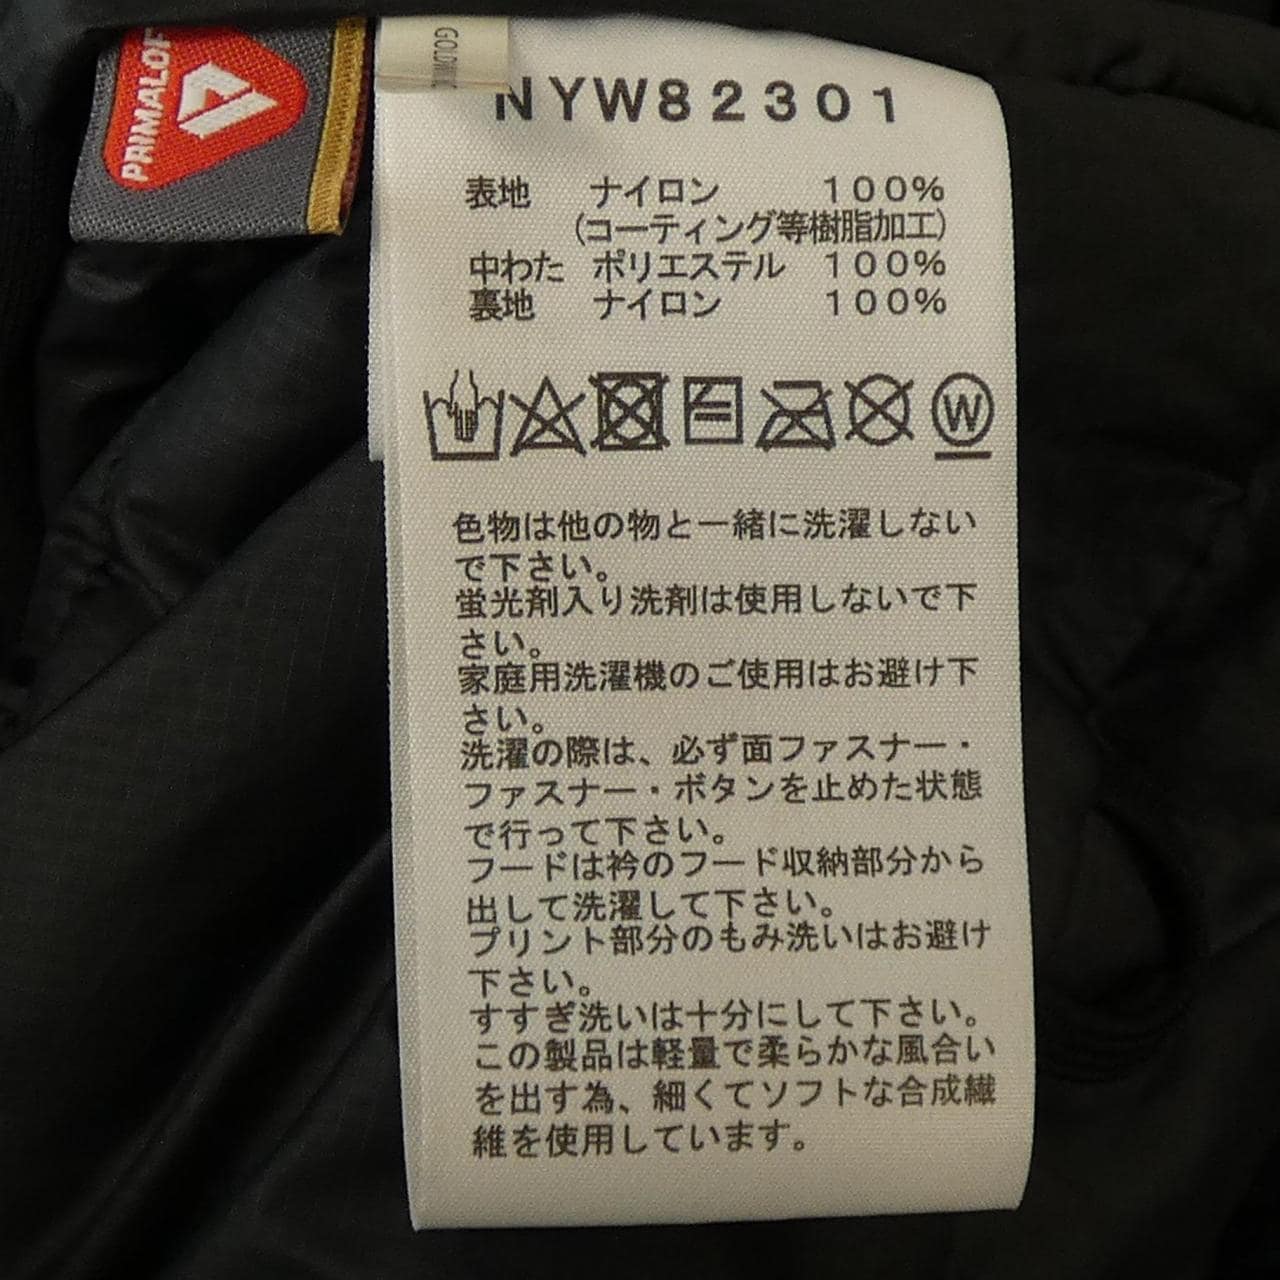 PRIMALOF
NYW82301
表地 ナイロン 100%
(コーティング等樹脂加工)
中わた ポリエステル 100%
裏地 ナイロン 100%
W
色物は他の物と一緒に洗濯しない
で下さい。
蛍光剤入り洗剤は使用しないで下
さい。
家庭用洗濯機のご使用はお避け下
さい。
洗濯の際は、必ず面ファスナー・
ファスナー・ボタンを止めた状態
で行って下さい。
フードは衿のフード収納部分から
出して洗濯して下さい。
プリント部分のもみ洗いはお避け
下さい。
すすぎ洗いは十分にして下さい。
この製品は軽量で柔らかな風合い
を出す為、細くてソフトな合成繊
維を使用しています。